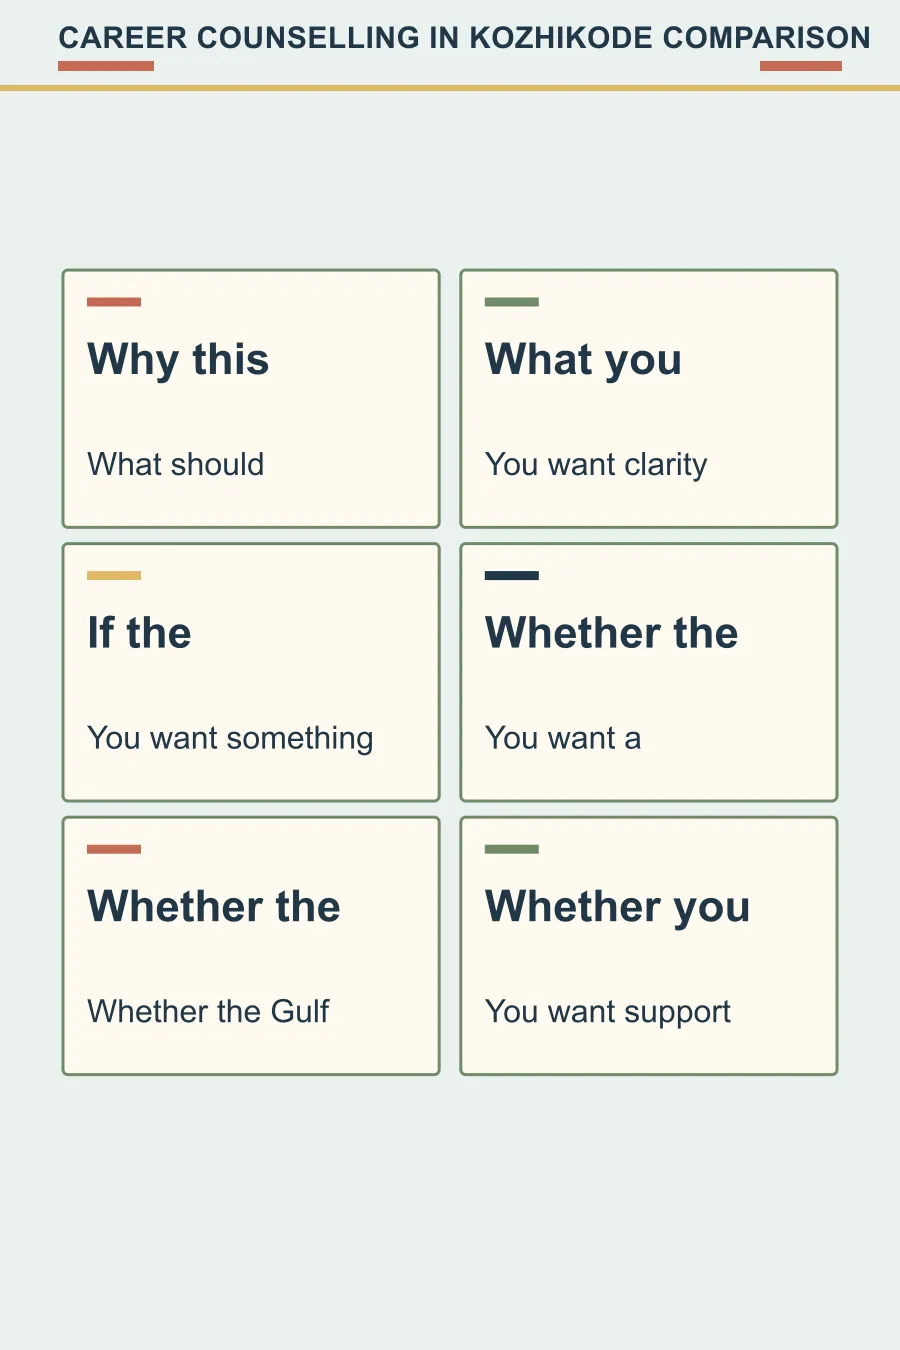 CAREER COUNSELLING IN KOZHIKODE COMPARISON
Why this
What should
What you
You want clarity
If the
You want something
Whether the
You want a
Whether the
Whether the Gulf
Whether you
You want support